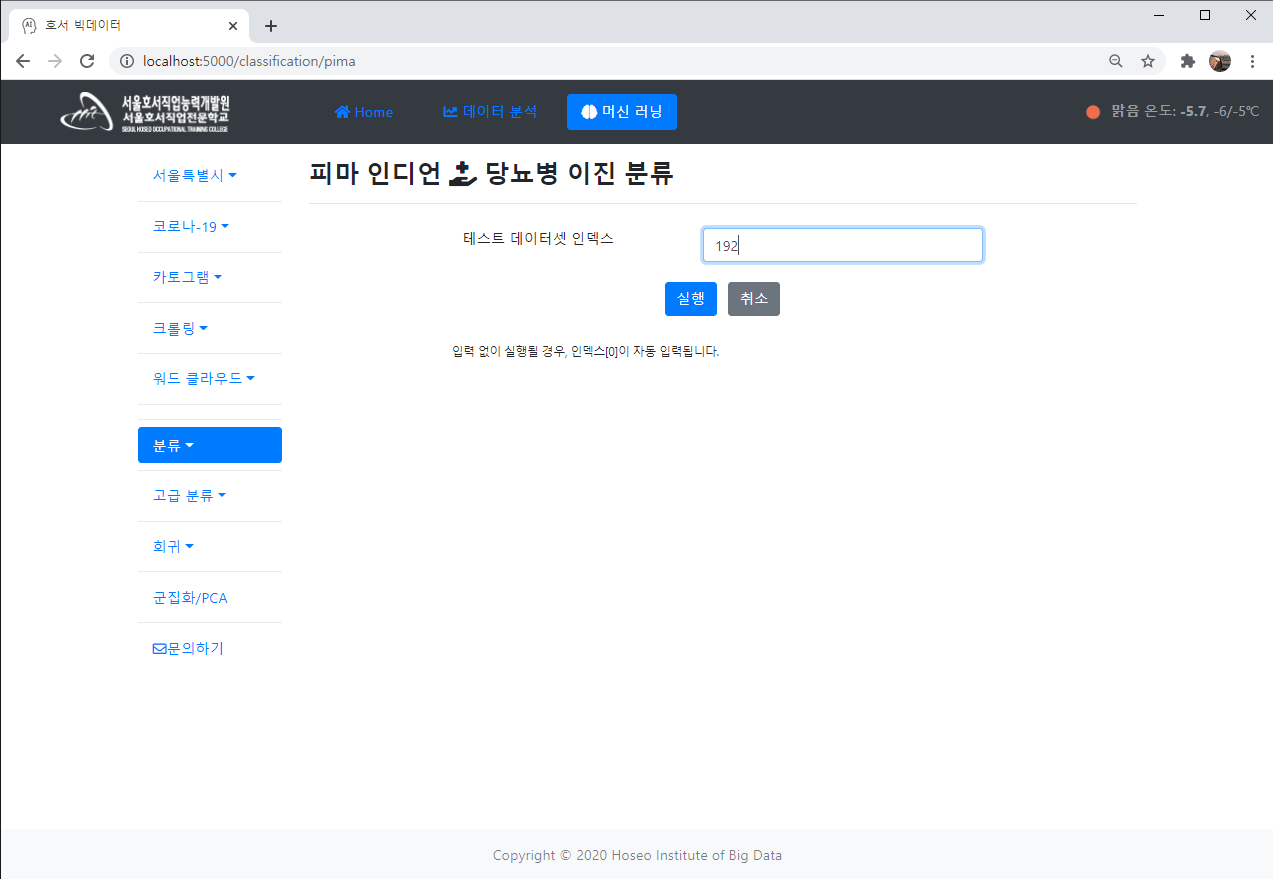 호서 빅데이터
localhost:5000/classification/pima
서울호서직업능력개발원
서울호서직업전문학교
SEOUL HOSEO OCCUPATIONAL TRAINING COLLEGE
Home
데이터 분석
머신 러닝
맑음 온도: -5.7, -6/-5℃
서울특별시
코로나-19
카토그램
크롤링
워드 클라우드
분류
고급 분류
회귀
군집화/PCA
문의하기
피마 인디언 당뇨병 이진 분류
테스트 데이터셋 인덱스
192
실행
취소
입력 없이 실행될 경우, 인덱스[0]이 자동 입력됩니다.
Copyright © 2020 Hoseo Institute of Big Data